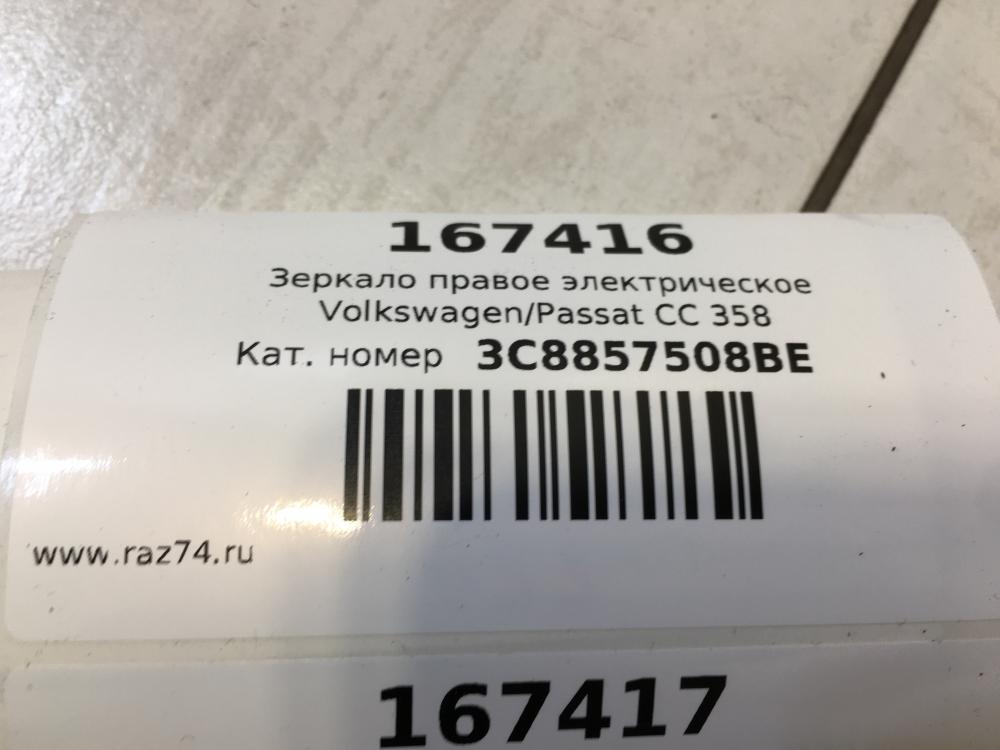 167416
Зеркало правое электрическое
Volkswagen/Passat CC 358
Кат. номер 3C8857508BE
www.raz74.ru
167417